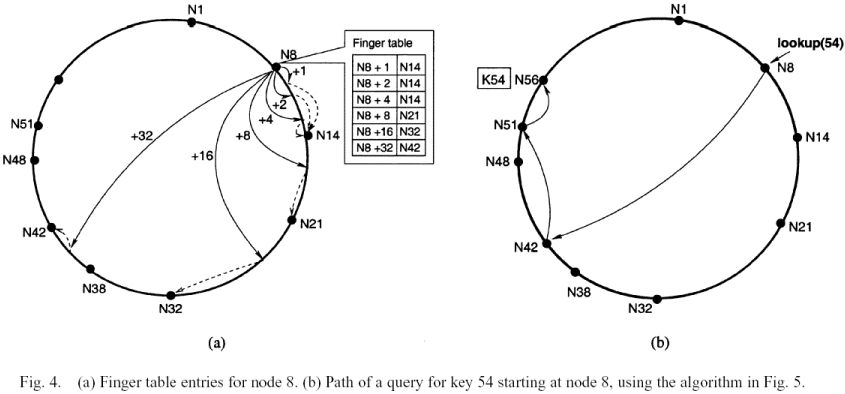 N1
N8
Finger table
N8 + 1 N14
N8 + 2 N14
N8 + 4 N14
N8 + 8 N21
N8 +16 N32
N8 +32 N42
+1
+2
+4
+8
+16
+32
N14
N21
N32
N38
N42
N48
N51
(a)
N1
lookup(54)
N8
K54 N56
N51
N14
N48
N21
N42
N38
N32
(b)
Fig. 4. (a) Finger table entries for node 8. (b) Path of a query for key 54 starting at node 8, using the algorithm in Fig. 5.